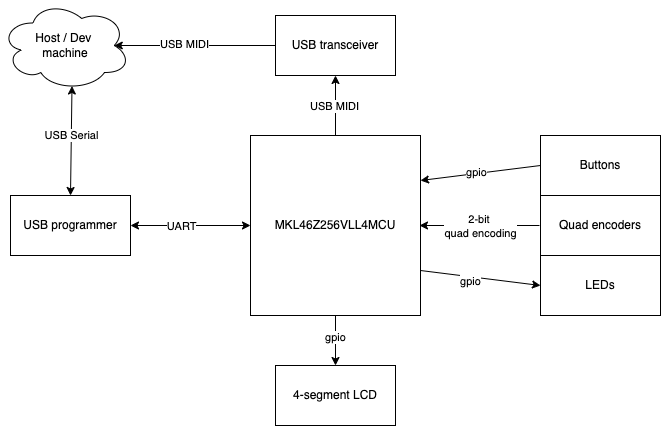 Host / Dev
machine
USB MIDI
USB transceiver
USB MIDI
USB Serial
Buttons
gpio
USB programmer
UART
MKL46Z256VLL4MCU
2-bit
quad encoding
Quad encoders
gpio
LEDs
gpio
4-segment LCD